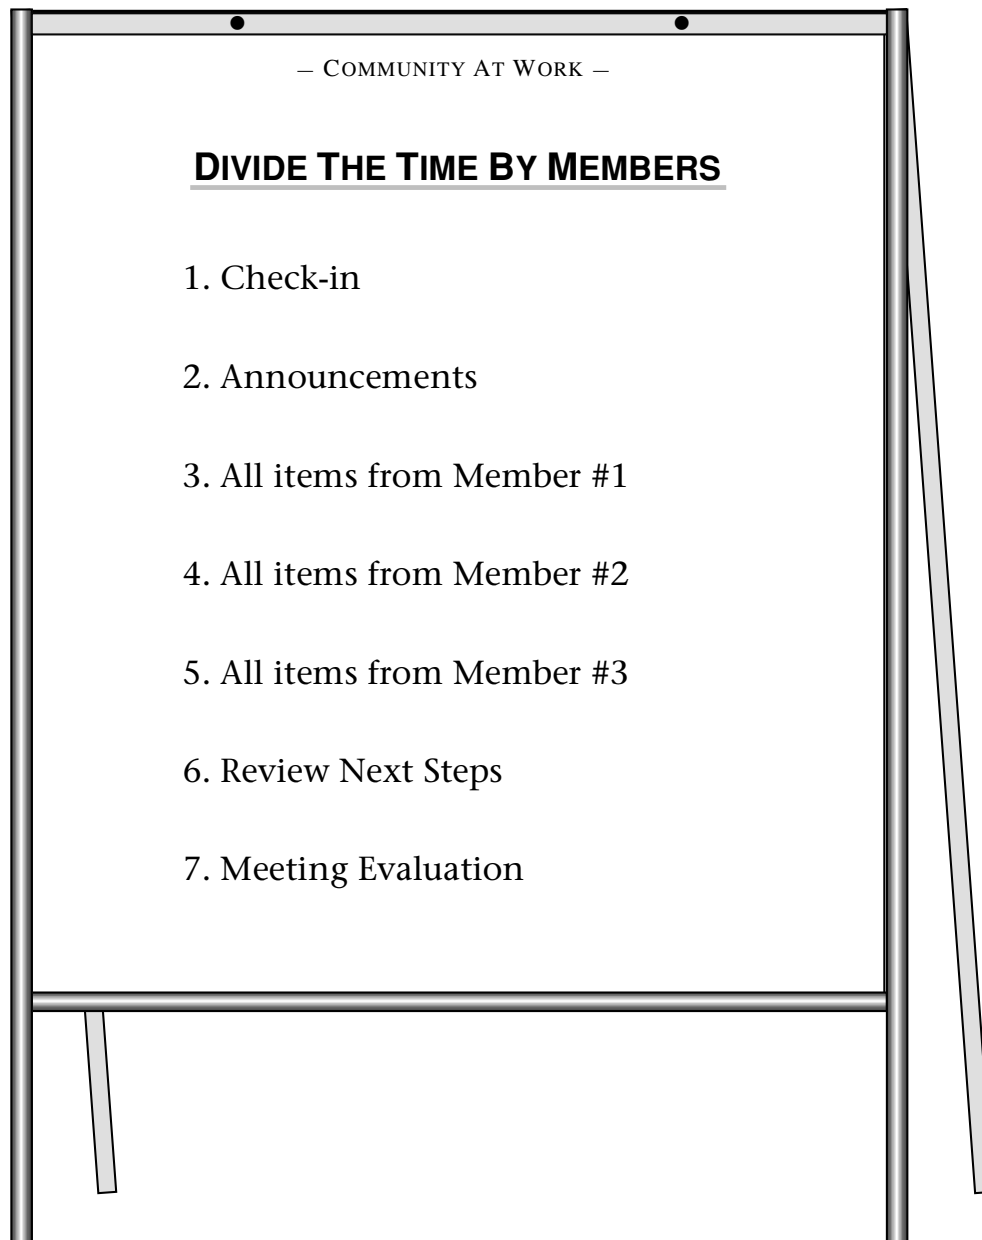 – COMMUNITY AT WORK –
DIVIDE THE TIME BY MEMBERS
1. Check-in
2. Announcements
3. All items from Member #1
4. All items from Member #2
5. All items from Member #3
6. Review Next Steps
7. Meeting Evaluation